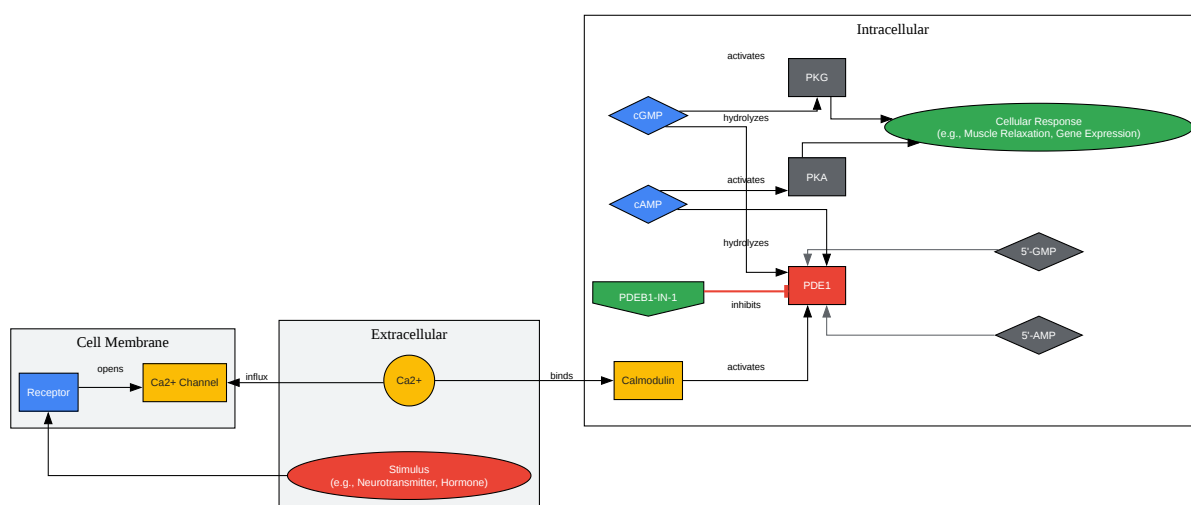 Intracellular
activates
PKG
cGMP
hydrolyzes
Cellular Response
(e.g., Muscle Relaxation, Gene Expression)
activates
PKA
cAMP
hydrolyzes
5'-GMP
PDE1
PDEB1-IN-1
inhibits
5'-AMP
Extracellular
Cell Membrane
opens
Ca2+ Channel
Receptor
influx
Ca2+
binds
Calmodulin
activates
Stimulus
(e.g., Neurotransmitter, Hormone)